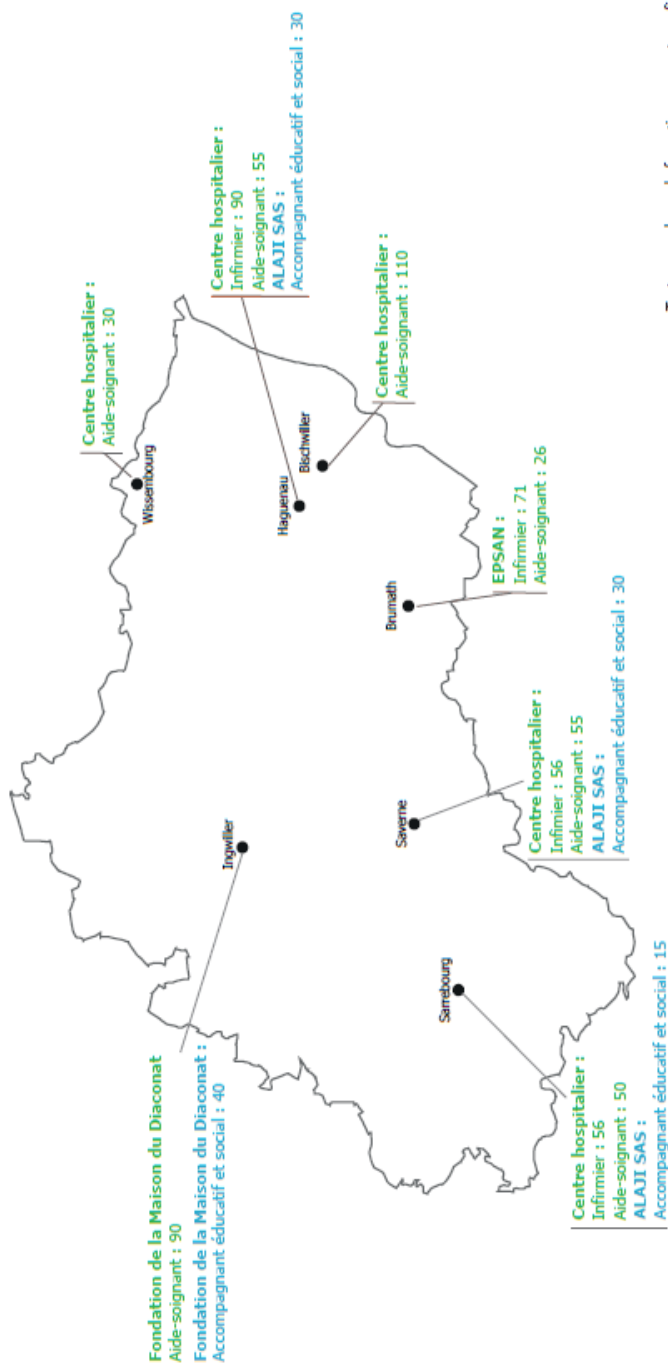 Fondation de la Maison du Diaconat
Aide-soignant : 90
Fondation de la Maison du Diaconat :
Accompagnant éducatif et social : 40
Ingwiller
Centre hospitalier :
Aide-soignant : 30
Wissembourg
Centre hospitalier :
Infirmier : 90
Aide-soignant : 55
ALAJI SAS :
Accompagnant éducatif et social : 30
Haguenau
Bischwiller
Centre hospitalier :
Aide-soignant : 110
Brumath
EPSAN :
Infirmier : 71
Aide-soignant : 26
Saverne
Centre hospitalier :
Infimier : 56
Aide-soignant : 55
ALAJI SAS :
Accompagnant éducatif et social : 30
Sarrebourg
Centre hospitalier :
Infirmier : 56
Aide-soignant : 50
ALAJI SAS :
Accompagnant éducatif et social : 15